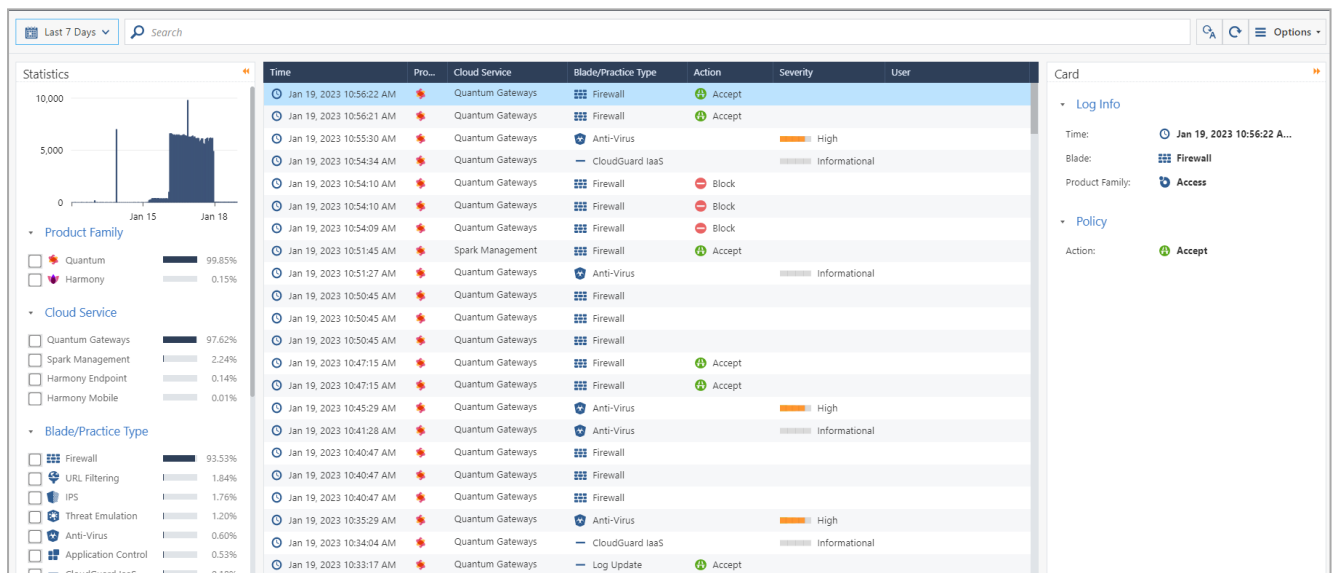 Last 7 Days
Search
Options
Statistics
10,000
5,000
0
Jan 15 Jan 18
Product Family
Quantum 99.85%
Harmony 0.15%
Cloud Service
Quantum Gateways 97.62%
Spark Management 2.24%
Harmony Endpoint 0.14%
Harmony Mobile 0.01%
Blade/Practice Type
Firewall 93.53%
URL Filtering 1.84%
IPS 1.76%
Threat Emulation 1.20%
Anti-Virus 0.60%
Application Control 0.53%
Time Pro... Cloud Service Blade/Practice Type Action Severity User
Jan 19, 2023 10:56:22 AM Quantum Gateways Firewall Accept
Jan 19, 2023 10:56:21 AM Quantum Gateways Firewall Accept
Jan 19, 2023 10:55:30 AM Quantum Gateways Anti-Virus High
Jan 19, 2023 10:54:34 AM Quantum Gateways CloudGuard IaaS Informational
Jan 19, 2023 10:54:10 AM Quantum Gateways Firewall Block
Jan 19, 2023 10:54:10 AM Quantum Gateways Firewall Block
Jan 19, 2023 10:54:09 AM Quantum Gateways Firewall Block
Jan 19, 2023 10:51:45 AM Spark Management Firewall Accept
Jan 19, 2023 10:51:27 AM Quantum Gateways Anti-Virus Informational
Jan 19, 2023 10:50:45 AM Quantum Gateways Firewall
Jan 19, 2023 10:50:45 AM Quantum Gateways Firewall
Jan 19, 2023 10:50:45 AM Quantum Gateways Firewall
Jan 19, 2023 10:47:15 AM Quantum Gateways Firewall Accept
Jan 19, 2023 10:47:15 AM Quantum Gateways Firewall Accept
Jan 19, 2023 10:45:29 AM Quantum Gateways Anti-Virus High
Jan 19, 2023 10:41:28 AM Quantum Gateways Anti-Virus Informational
Jan 19, 2023 10:40:47 AM Quantum Gateways Firewall
Jan 19, 2023 10:40:47 AM Quantum Gateways Firewall
Jan 19, 2023 10:40:47 AM Quantum Gateways Firewall
Jan 19, 2023 10:35:29 AM Quantum Gateways Anti-Virus High
Jan 19, 2023 10:34:04 AM Quantum Gateways CloudGuard IaaS Informational
Jan 19, 2023 10:33:17 AM Quantum Gateways Log Update Accept
Card
Log Info
Time: Jan 19, 2023 10:56:22 A...
Blade: Firewall
Product Family: Access
Policy
Action: Accept